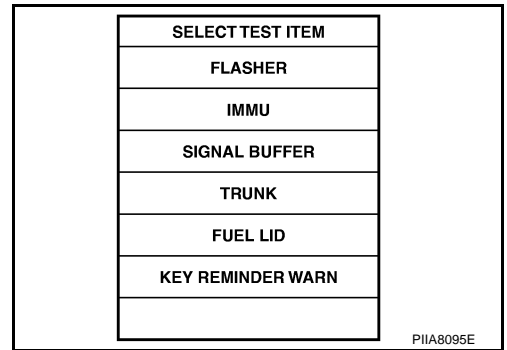 SELECT TEST ITEM
FLASHER
IMMU
SIGNAL BUFFER
TRUNK
FUEL LID
KEY REMINDER WARN
PIIA8095E